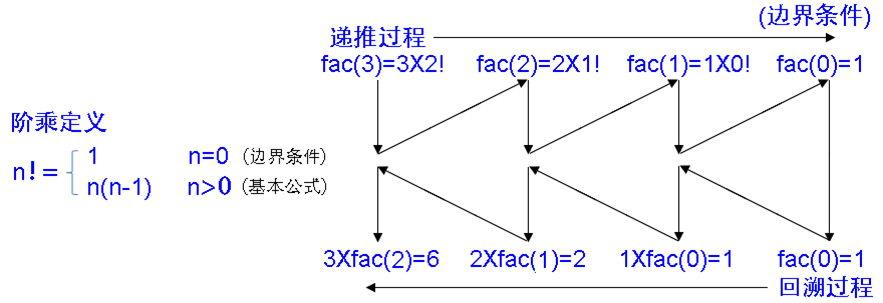 (边界条件)
递推过程
fac(3)=3X2! fac(2)=2X1! fac(1)=1X0! fac(0)=1
阶乘定义
n!= 1 n=0 (边界条件)
n(n-1) n>0 (基本公式)
3Xfac(2)=6 2Xfac(1)=2 1Xfac(0)=1 fac(0)=1
回溯过程